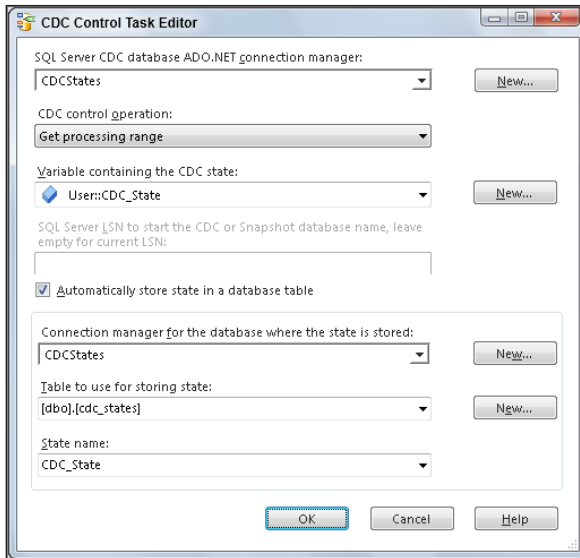 CDC Control Task Editor
SQL Server CDC database ADO.NET connection manager:
CDCStates
New...
CDC control operation:
Get processing range
Variable containing the CDC state:
User::CDC_State
New...
SQL Server LSN to start the CDC or Snapshot database name, leave
empty for current LSN:
Automatically store state in a database table
Connection manager for the database where the state is stored:
CDCStates
New...
Table to use for storing state:
[dbo].[cdc_states]
New...
State name:
CDC_State
OK
Cancel
Help